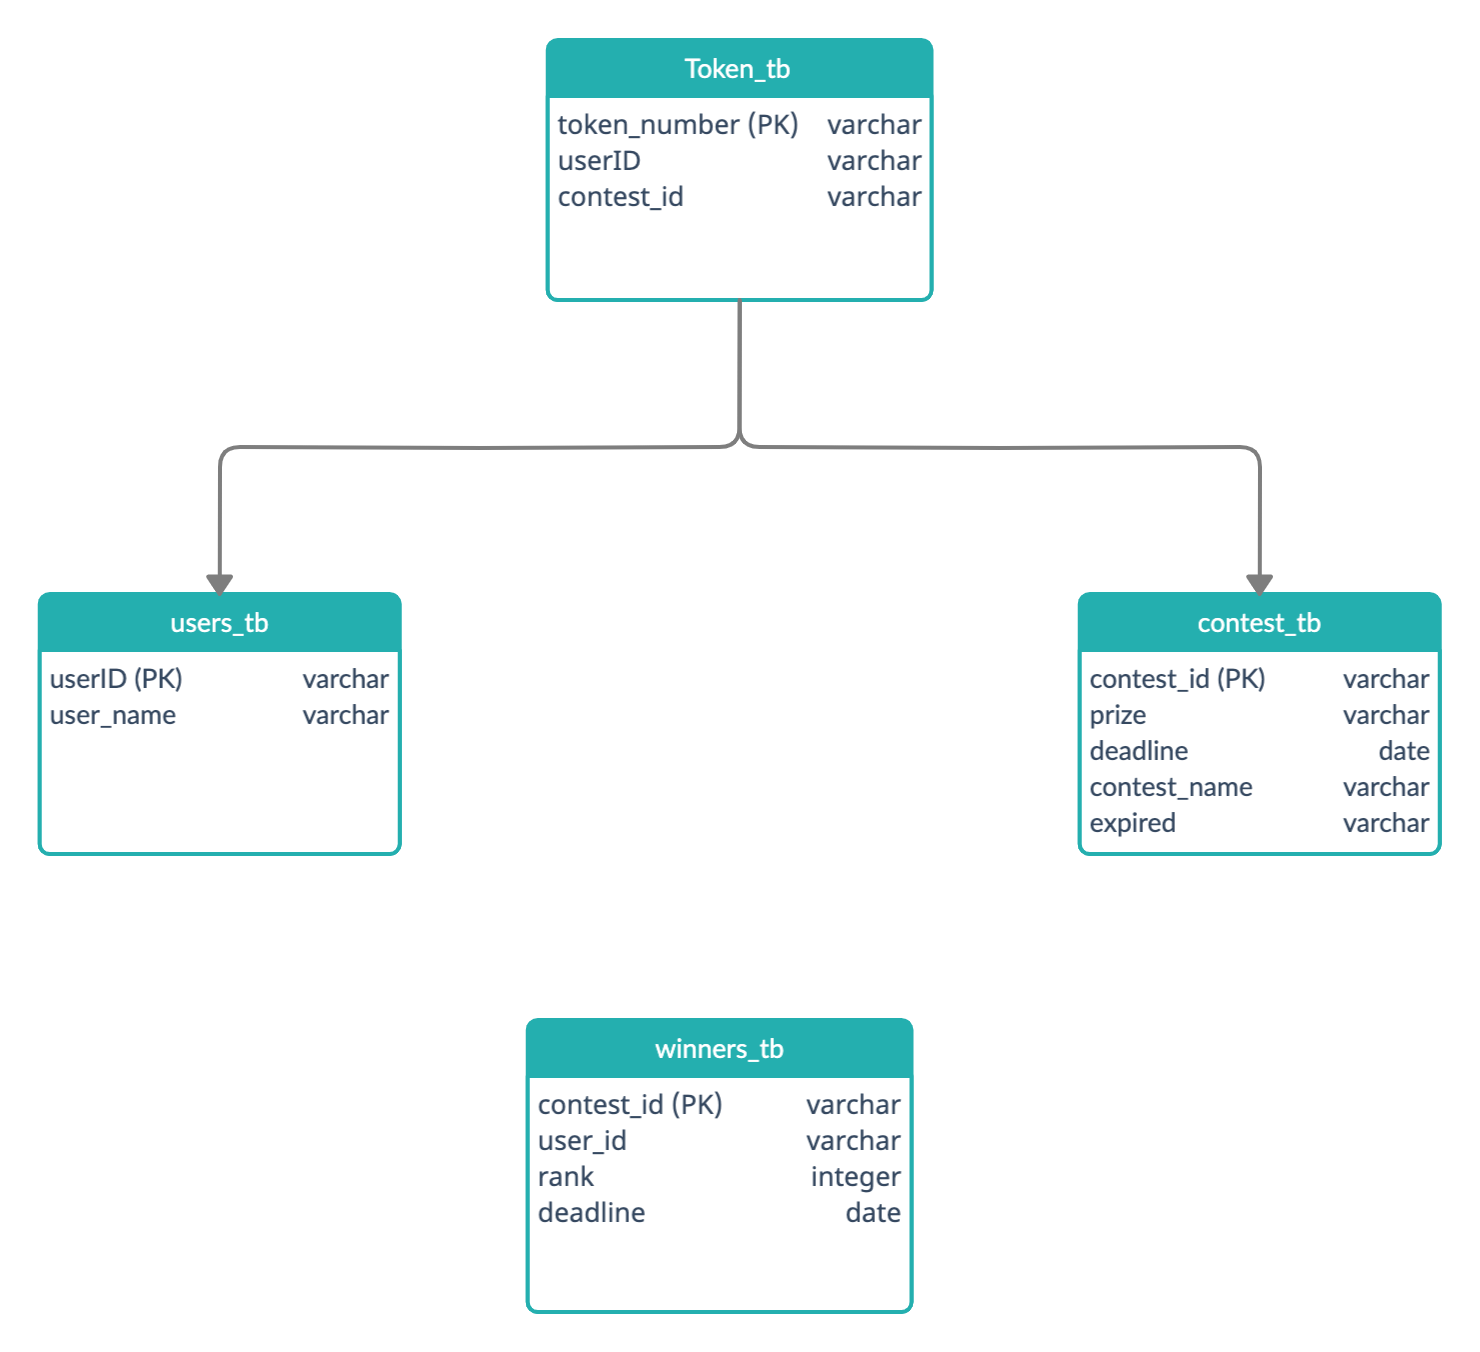 Token_tb
token_number (PK) varchar
userID varchar
contest_id varchar
users_tb
userID (PK) varchar
user_name varchar
contest_tb
contest_id (PK) varchar
prize varchar
deadline date
contest_name varchar
expired varchar
winners_tb
contest_id (PK) varchar
user_id varchar
rank integer
deadline date